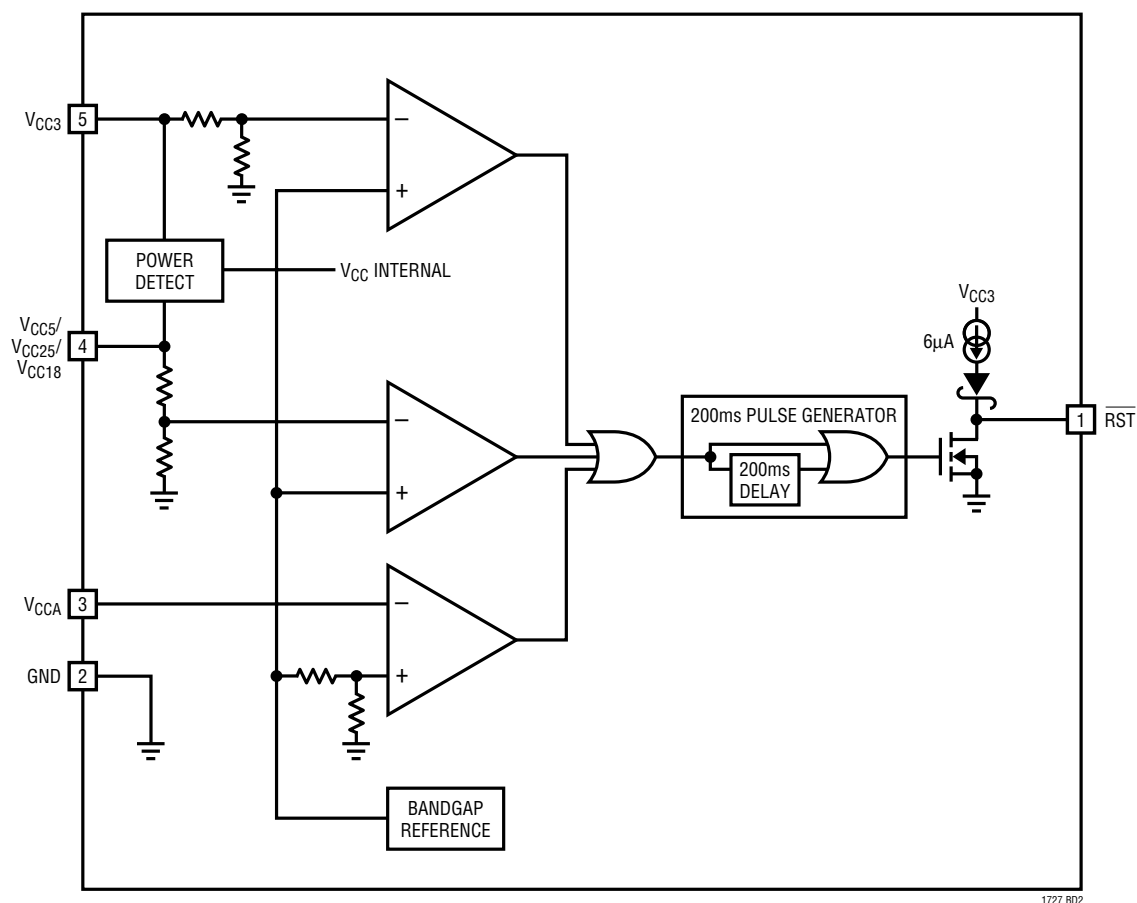 VCC3
5
−
+
POWER
DETECT
VCC INTERNAL
VCC5/
VCC25/
VCC18
4
−
+
VCC3
6μA
200ms PULSE GENERATOR
200ms
DELAY
1
RST
VCCA
3
−
+
GND
2
BANDGAP
REFERENCE
1727 BD2